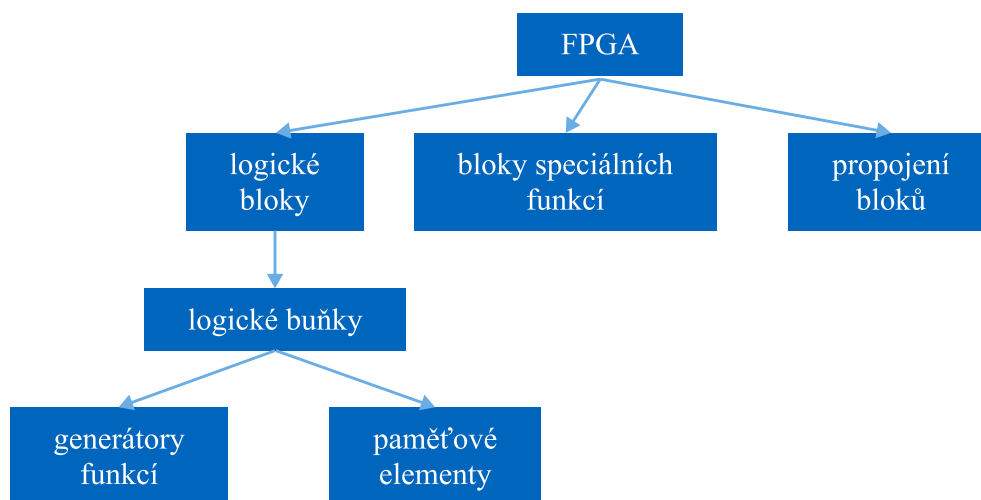 FPGA
logické
bloky
bloky speciálních
funkcí
propojení
bloků
logické buňky
generátory
funkcí
paměťové
elementy